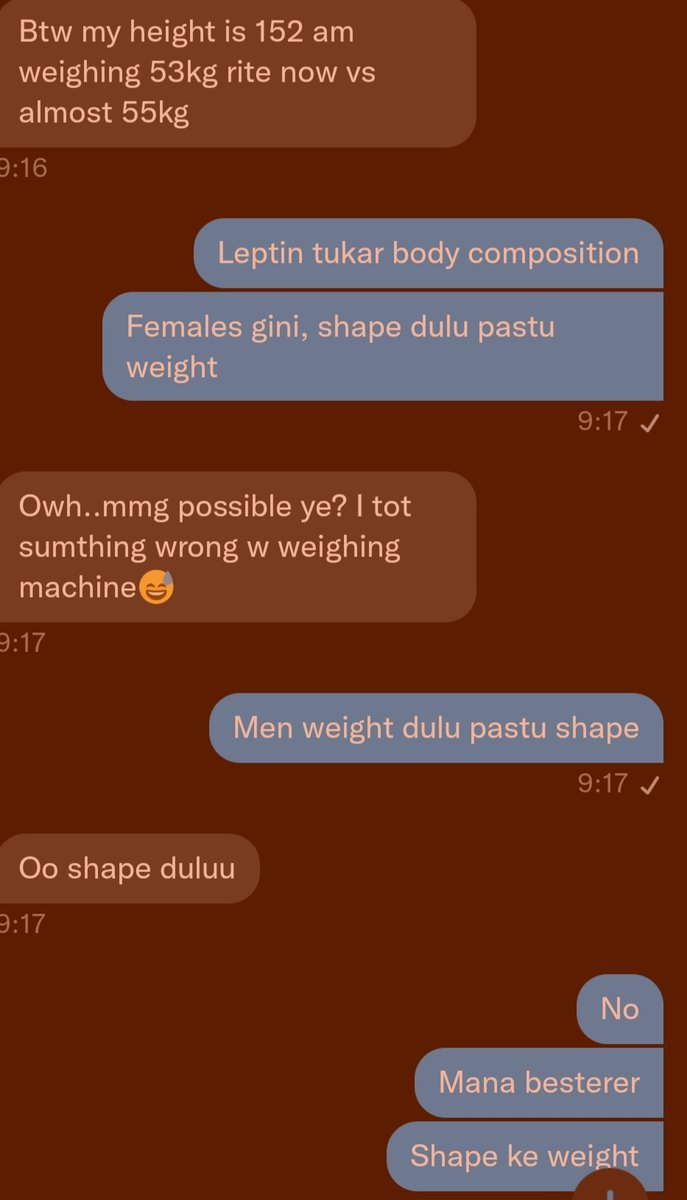 Btw my height is 152 am
weighing 53kg rite now vs
almost 55kg
9:16
Leptin tukar body composition
Females gini, shape dulu pastu
weight
9:17
Owh..mmg possible ye? I tot
sumthing wrong w weighing
machine😅
9:17
Men weight dulu pastu shape
9:17
Oo shape duluu
9:17
No
Mana besterer
Shape ke weight